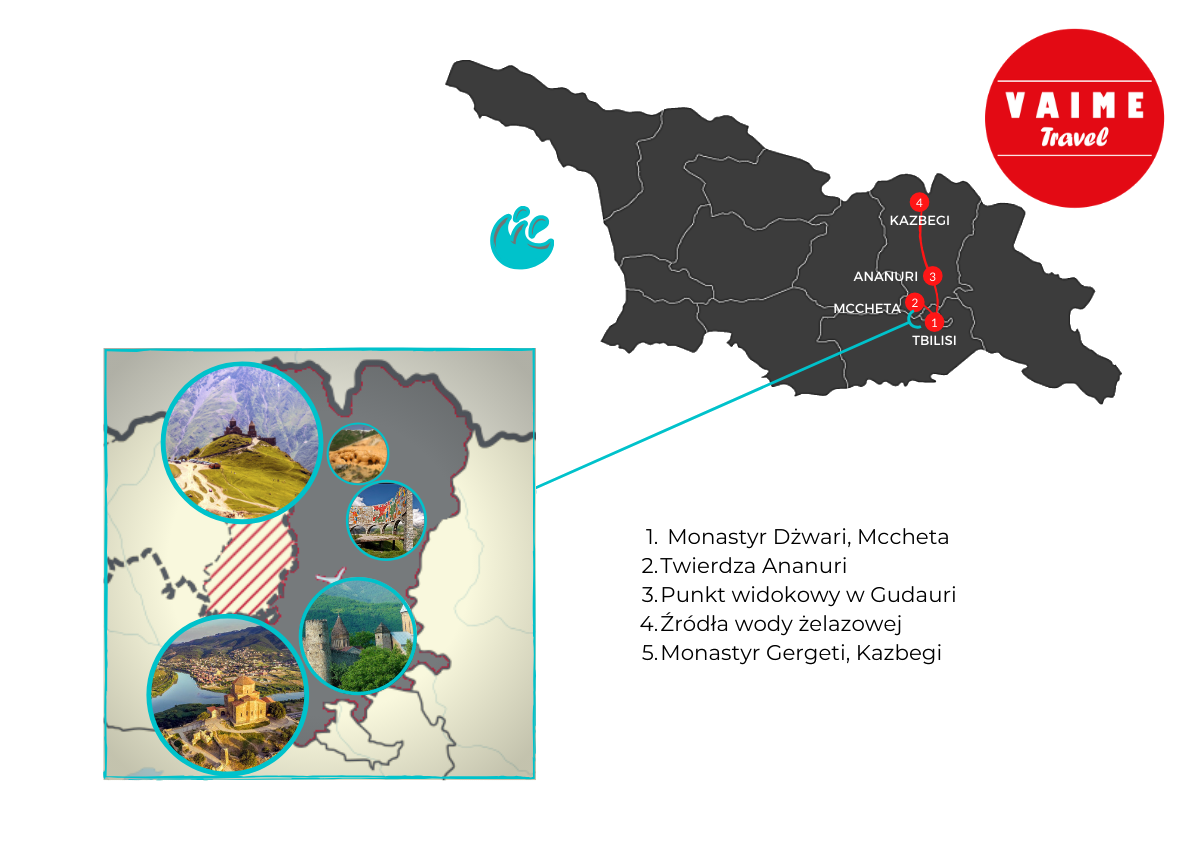 VAIME
Travel
4
KAZBEGI
ANANURI 3
MCCHETA 2
1
TBILISI
1. Monastyr Dżwari, Mccheta
2. Twierdza Ananuri
3. Punkt widokowy w Gudauri
4. Źródła wody żelazowej
5. Monastyr Gergeti, Kazbegi